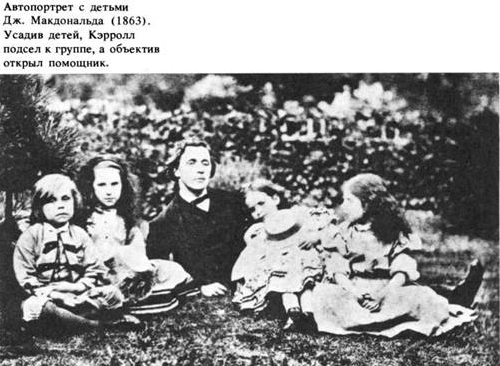 Автопортрет с детьми
Дж. Макдональда (1863).
Усадив детей, Кэрролл
подсел к группе, а объектив
открыл помощник.